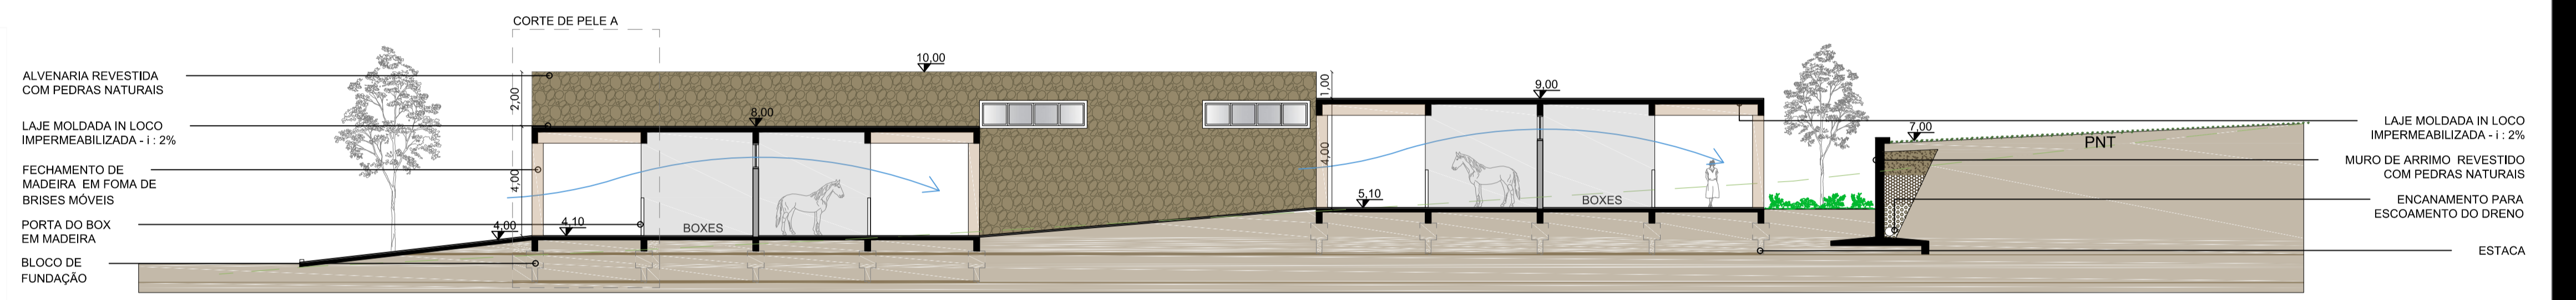 CORTE DE PELE A
ALVENARIA REVESTIDA
COM PEDRAS NATURAIS
LAJE MOLDADA IN LOCO
IMPERMEABILIZADA - i : 2%
FECHAMENTO DE
MADEIRA EM FOMA DE
BRISES MÓVEIS
PORTA DO BOX
EM MADEIRA
BLOCO DE
FUNDAÇÃO
2,00
4,00
4,00
4,10
8,00
BOXES
10,00
1,00
4,00
5,10
9,00
BOXES
7,00
PNT
LAJE MOLDADA IN LOCO
IMPERMEABILIZADA - i : 2%
MURO DE ARRIMO REVESTIDO
COM PEDRAS NATURAIS
ENCANAMENTO PARA
ESCOAMENTO DO DRENO
ESTACA